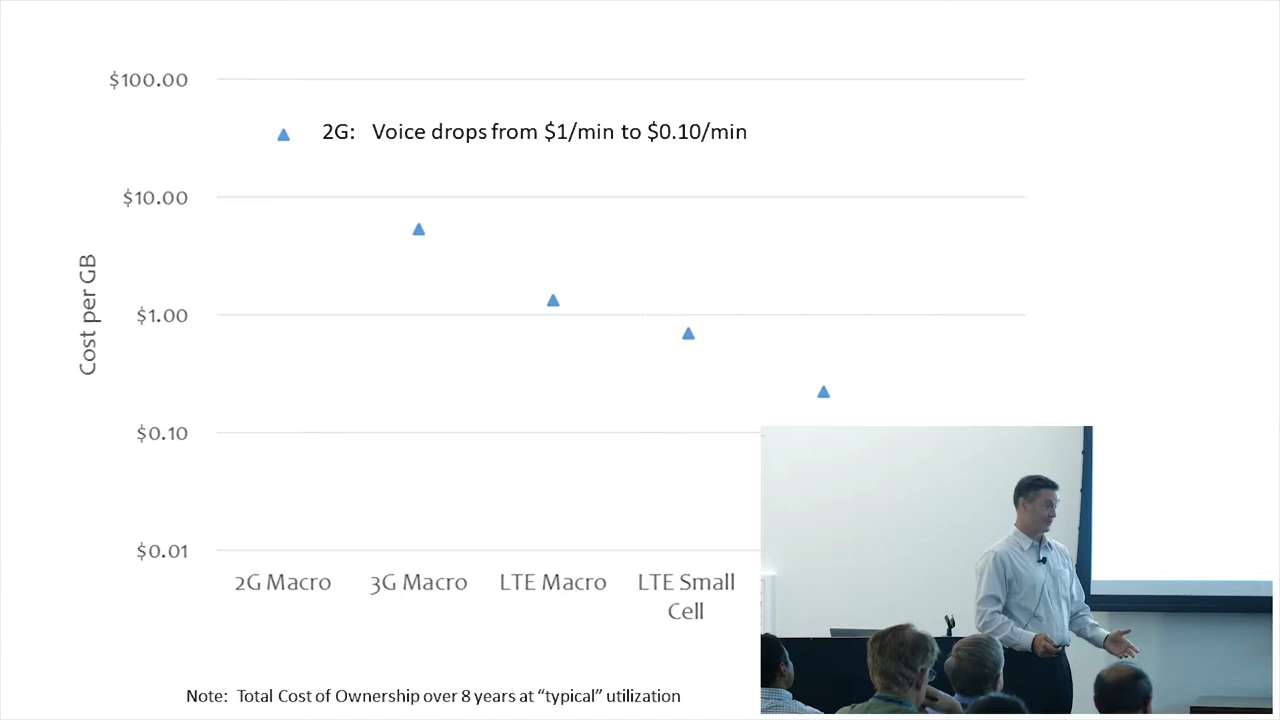 $100.00
2G: Voice drops from $1/min to $0.10/min
$10.00
Cost per GB
$1.00
$0.10
$0.01
2G Macro 3G Macro LTE Macro LTE Small
Cell
Note: Total Cost of Ownership over 8 years at “typical” utilization